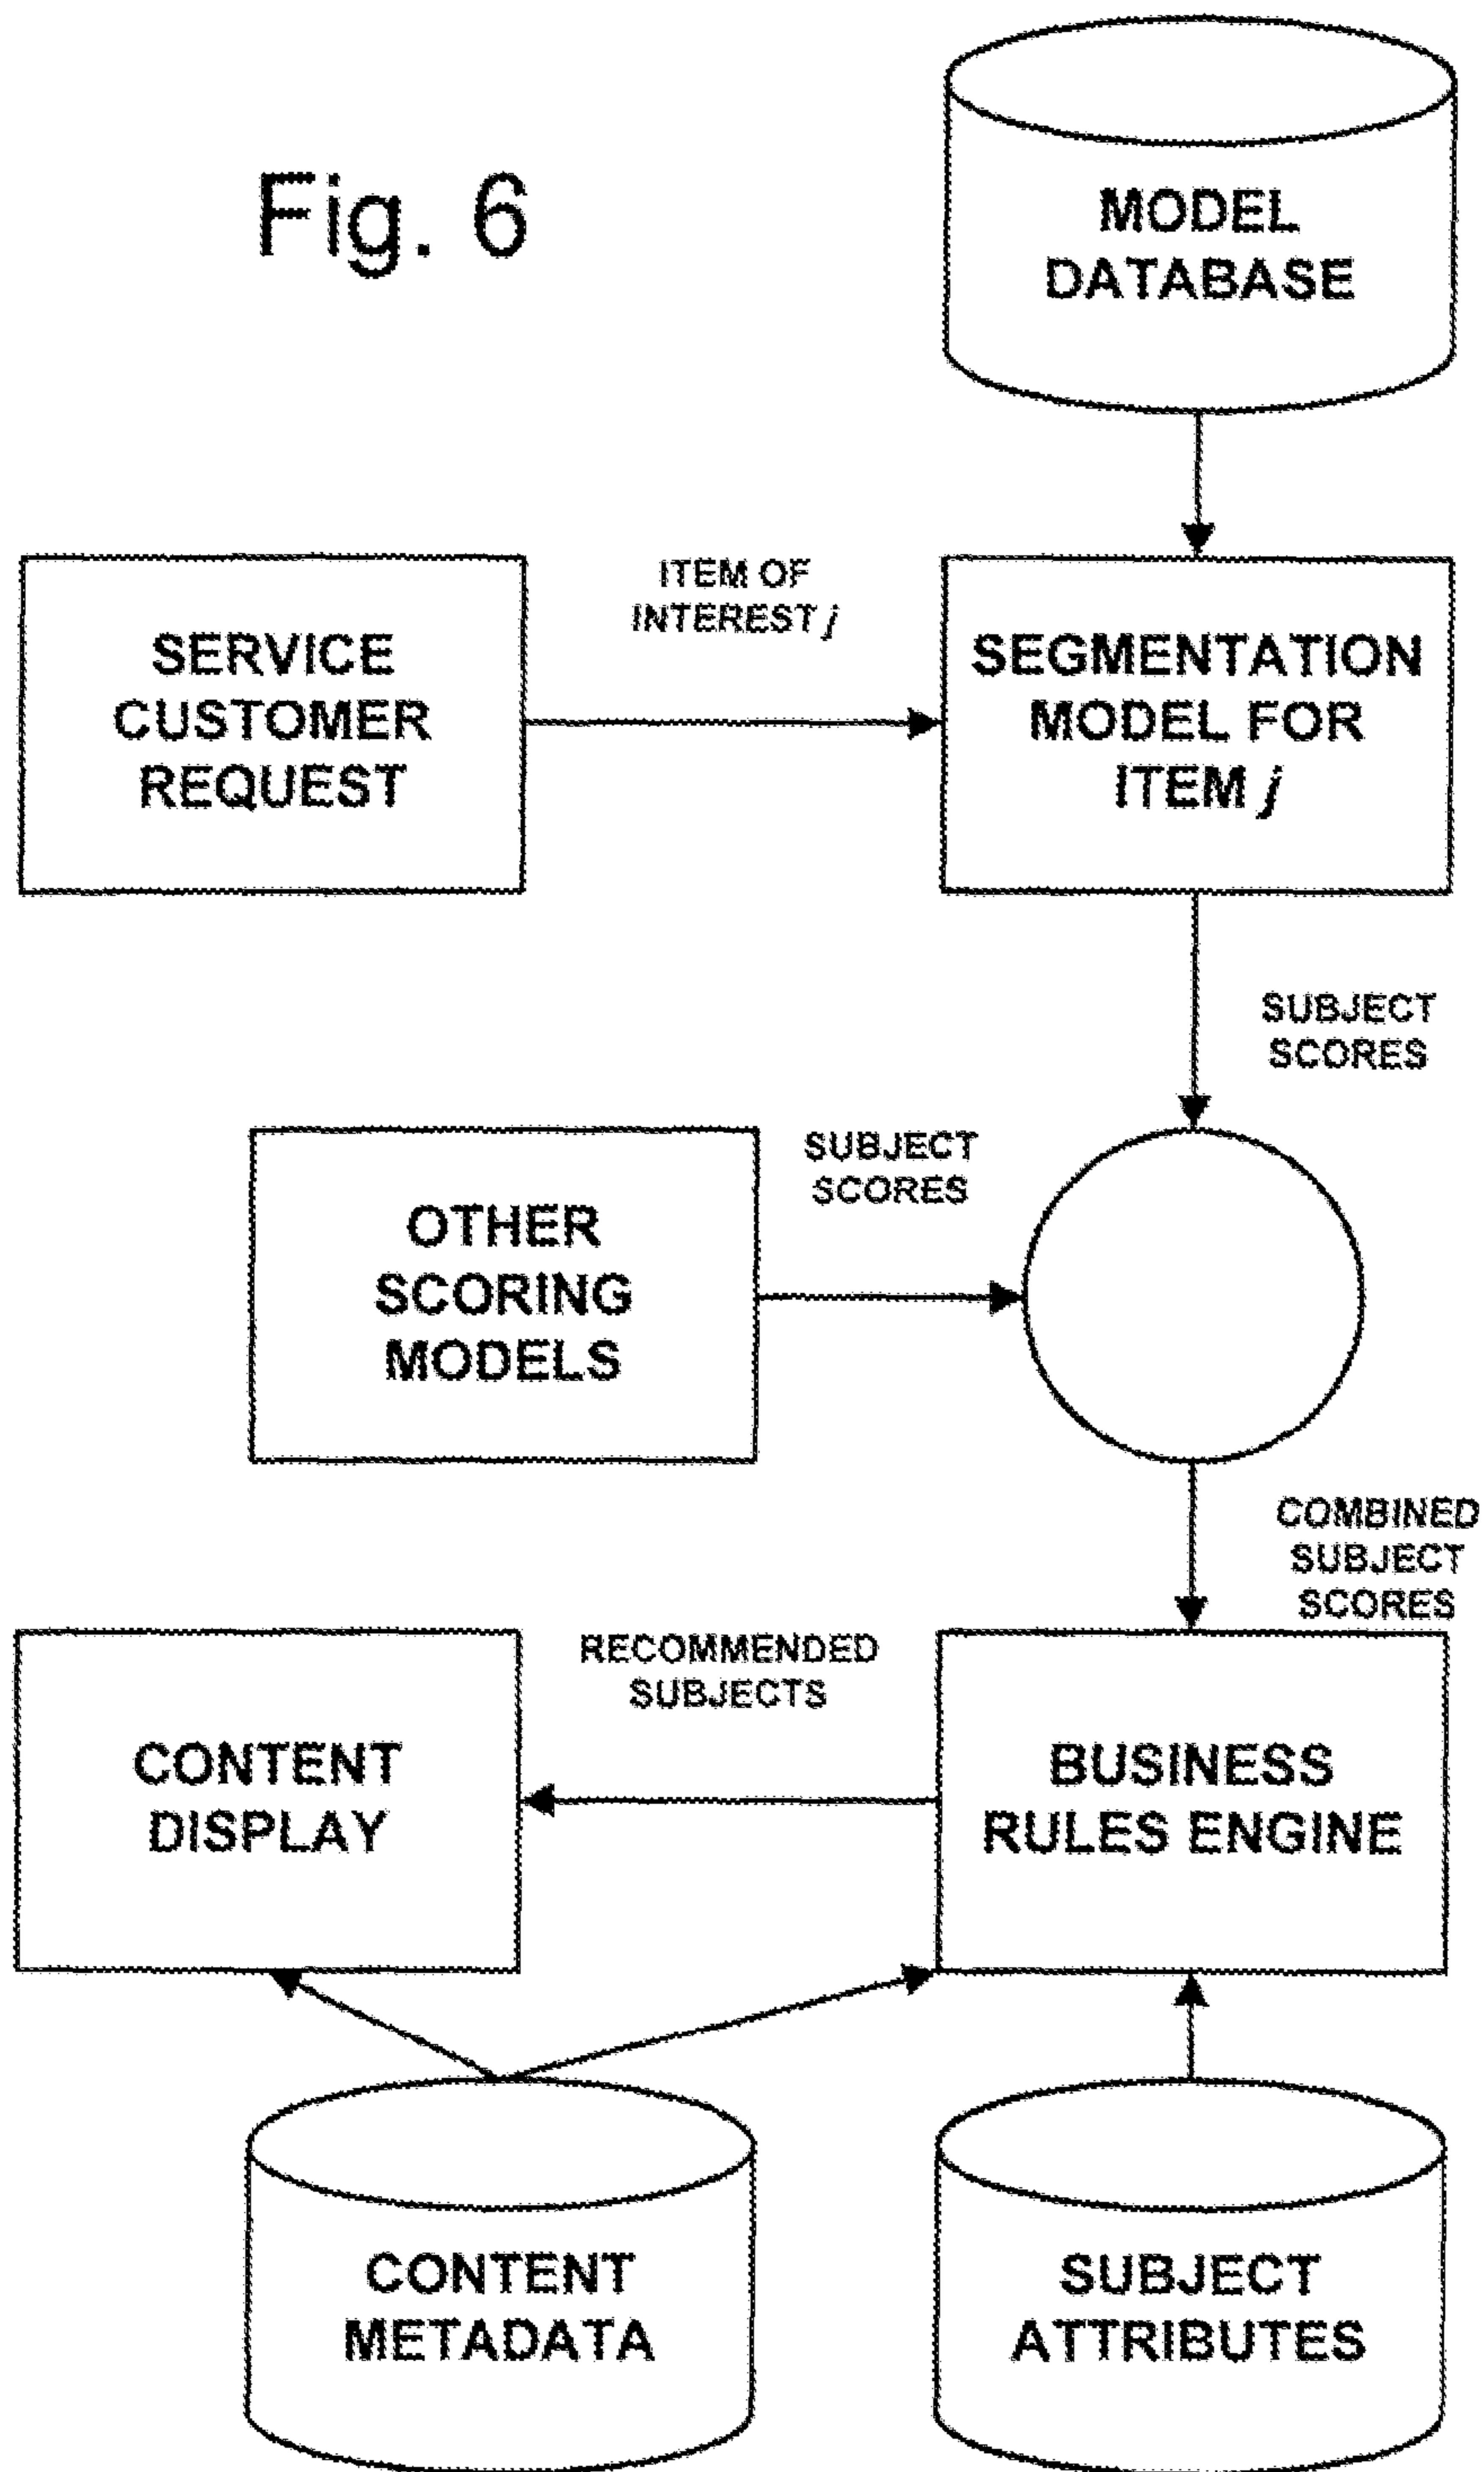 Fig. 6
MODEL
DATABASE
SERVICE
CUSTOMER
REQUEST
ITEM OF
INTEREST j
SEGMENTATION
MODEL FOR
ITEM j
SUBJECT
SCORES
OTHER
SCORING
MODELS
SUBJECT
SCORES
COMBINED
SUBJECT
SCORES
CONTENT
DISPLAY
RECOMMENDED
SUBJECTS
BUSINESS
RULES ENGINE
CONTENT
METADATA
SUBJECT
ATTRIBUTES